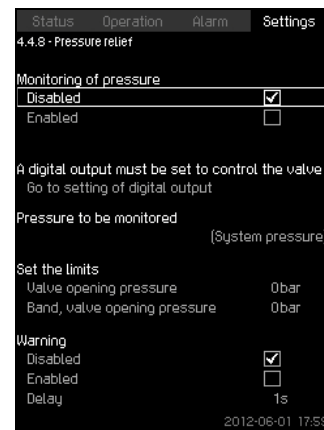 Status Operation Alarm Settings
4.4.8 - Pressure relief
Monitoring of pressure
Disabled
Enabled
A digital output must be set to control the valve
Go to setting of digital output
Pressure to be monitored
(System pressure
Set the limits
Valve opening pressure 0bar
Band, valve opening pressure 0bar
Warning
Disabled
Enabled
Delay 1s
2012-06-01 17:59